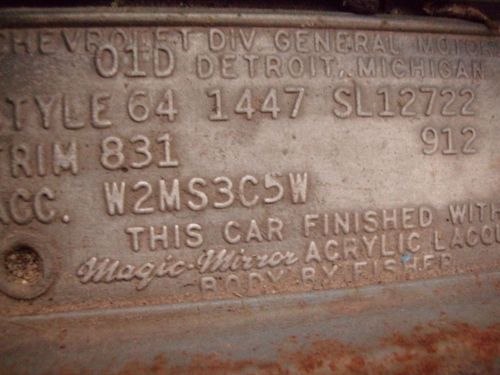 CHEVROLET DIV GENERAL MOTORS
01D DETROIT, MICHIGAN
STYLE 64 1447 SL12722
TRIM 831 912
ACC. W2MS3C5W
THIS CAR FINISHED WITH
Magic-Mirror ACRYLIC LACQU
BODY BY FISHER